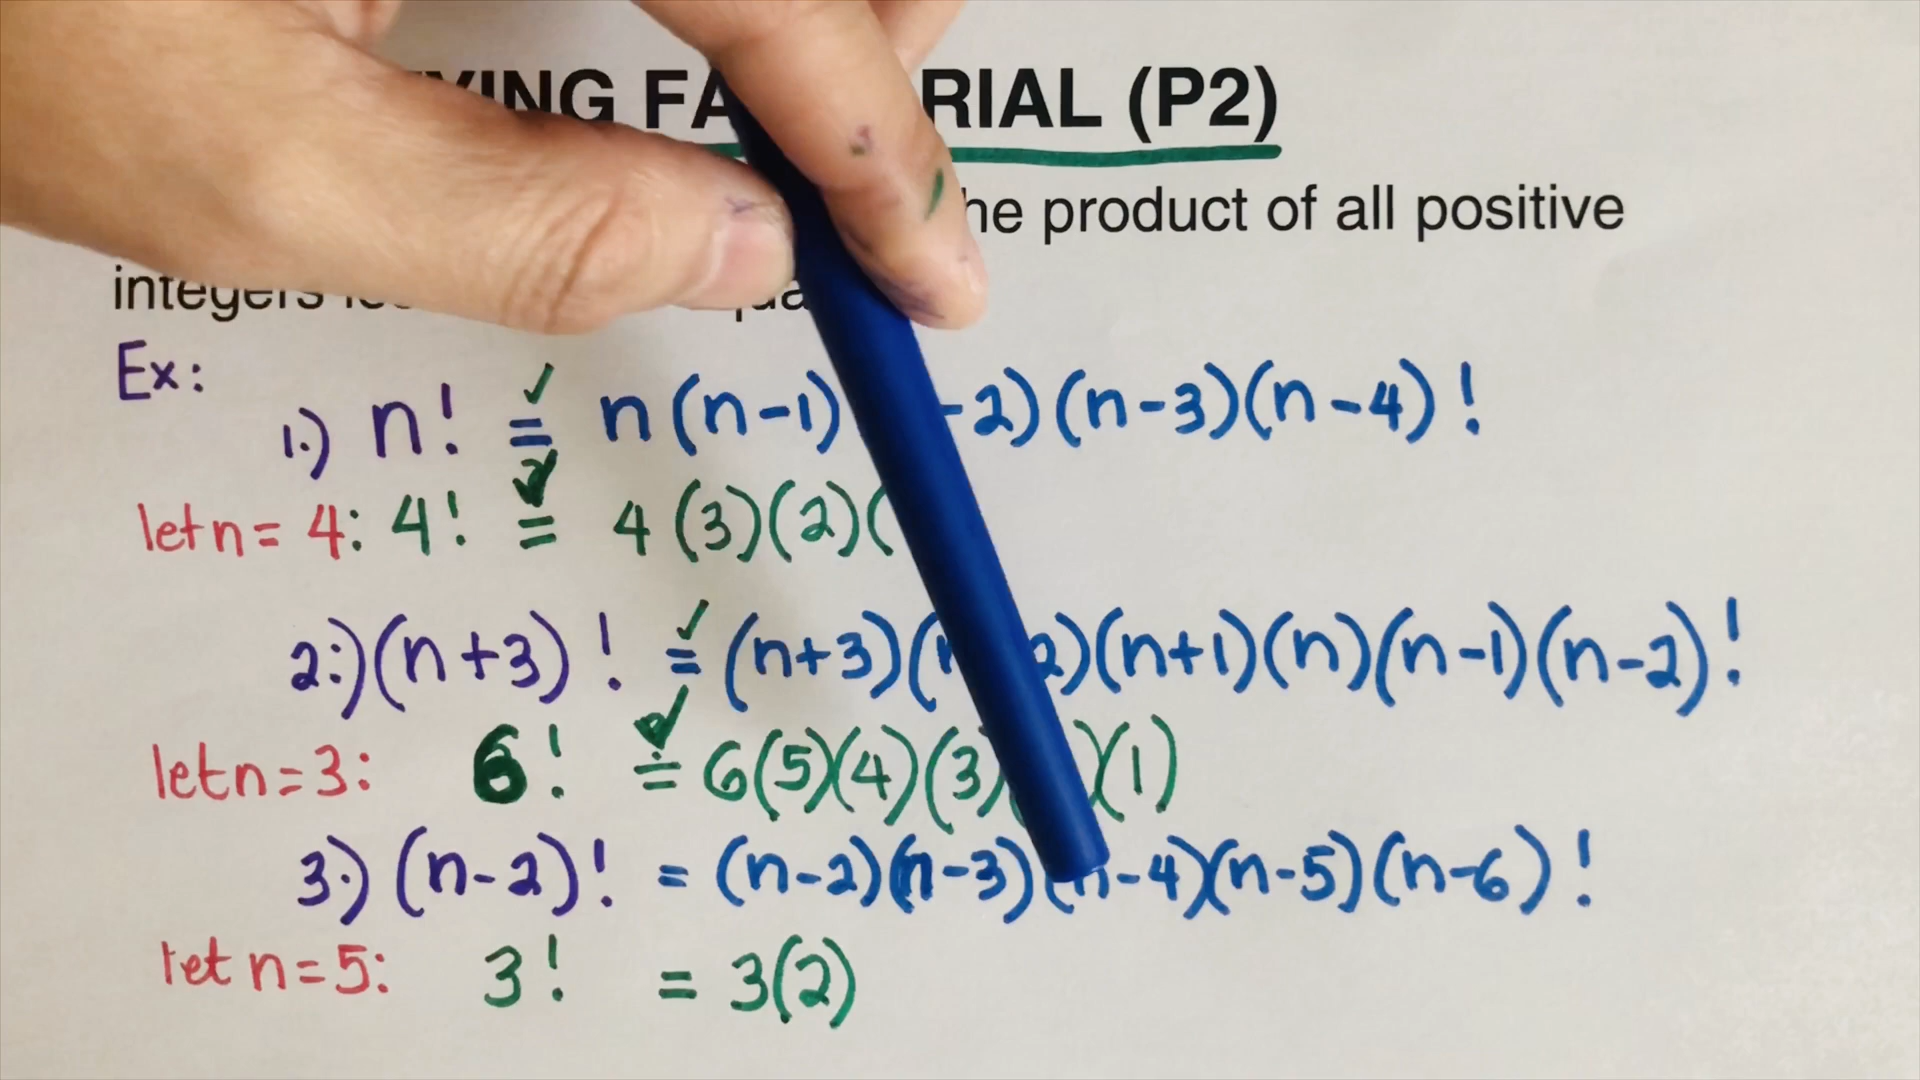 YING FA RIAL (P2)
he product of all positive
integers
Ex:
1.) n! = n(n-1) -2)(n-3)(n-4)!
let n = 4: 4! = 4(3)(2)(
2.) (n+3)! = (n+3)(n 2)(n+1)(n)(n-1)(n-2)!
let n = 3: 6! = 6(5)(4)(3) )(1)
3.) (n-2)! = (n-2)(n-3)(n-4)(n-5)(n-6)!
let n = 5: 3! = 3(2)